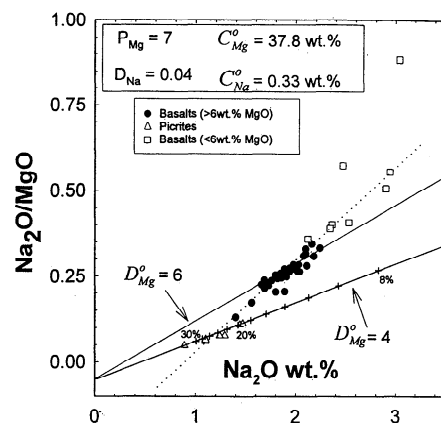 1.00
0.75
0.50
0.25
0.00
Na₂O/MgO
P_Mg = 7
C°_Mg = 37.8 wt.%
D_Na = 0.04
C°_Na = 0.33 wt.%
Basalts (>6wt.% MgO)
Picrites
Basalts (<6wt.% MgO)
D°_Mg = 6
8%
30%
20%
D°_Mg = 4
Na₂O wt.%
0
1
2
3